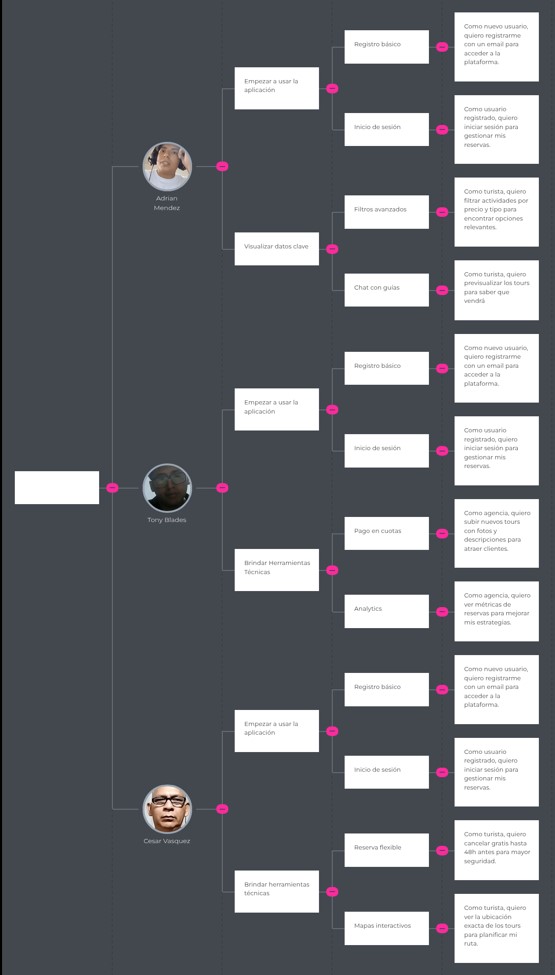 Registro básico
Como nuevo usuario,
quiero registrarme
con un email para
acceder a la
plataforma.
Empezar a usar la
aplicación
Inicio de sesión
Como usuario
registrado, quiero
iniciar sesión para
gestionar mis
reservas.
Adrian
Mendez
Filtros avanzados
Como turista, quiero
filtrar actividades por
precio y tipo para
encontrar opciones
relevantes.
Visualizar datos clave
Chat con guías
Como turista, quiero
previsualizar los tours
para saber que
vendrá
Registro básico
Como nuevo usuario,
quiero registrarme
con un email para
acceder a la
plataforma.
Empezar a usar la
aplicación
Inicio de sesión
Como usuario
registrado, quiero
iniciar sesión para
gestionar mis
reservas.
Tony Blades
Pago en cuotas
Como agencia, quiero
subir nuevos tours
con fotos y
descripciones para
atraer clientes.
Brindar Herramientas
Técnicas
Analytics
Como agencia, quiero
ver métricas de
reservas para mejorar
mis estrategias.
Registro básico
Como nuevo usuario,
quiero registrarme
con un email para
acceder a la
plataforma.
Empezar a usar la
aplicación
Inicio de sesión
Como usuario
registrado, quiero
iniciar sesión para
gestionar mis
reservas.
Cesar Vasquez
Reserva flexible
Como turista, quiero
cancelar gratis hasta
48h antes para mayor
seguridad.
Brindar herramientas
técnicas
Mapas interactivos
Como turista, quiero
ver la ubicación
exacta de los tours
para planificar mi
ruta.